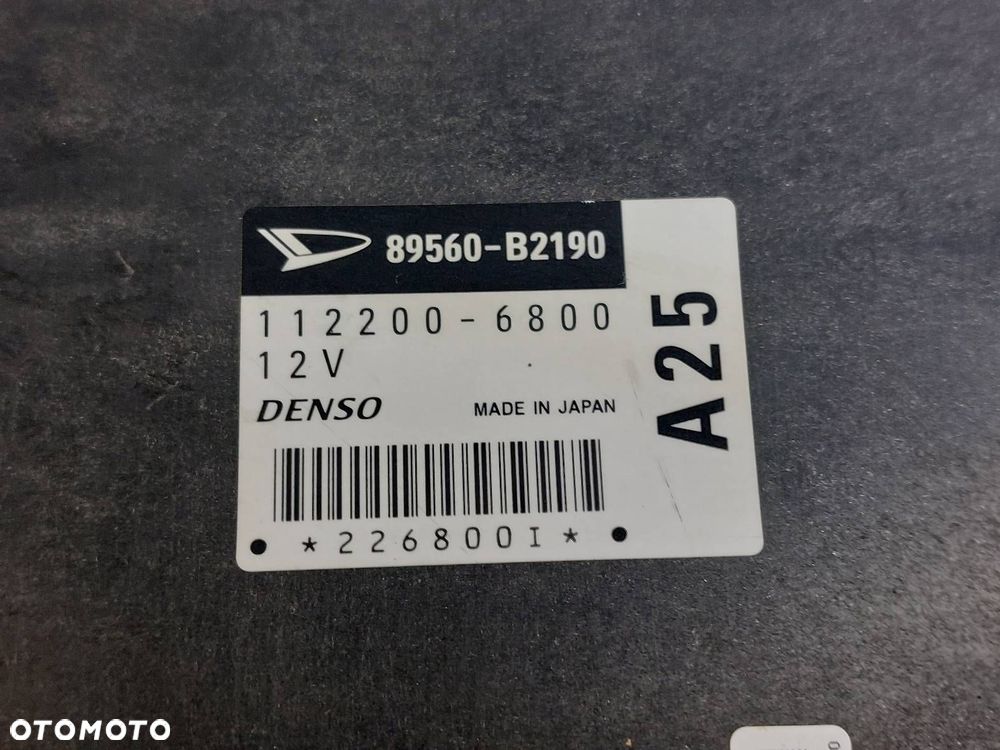 89560-B2190
112200-6800
12V
DENSO
MADE IN JAPAN
*226800I*
A25
OTOMOTO